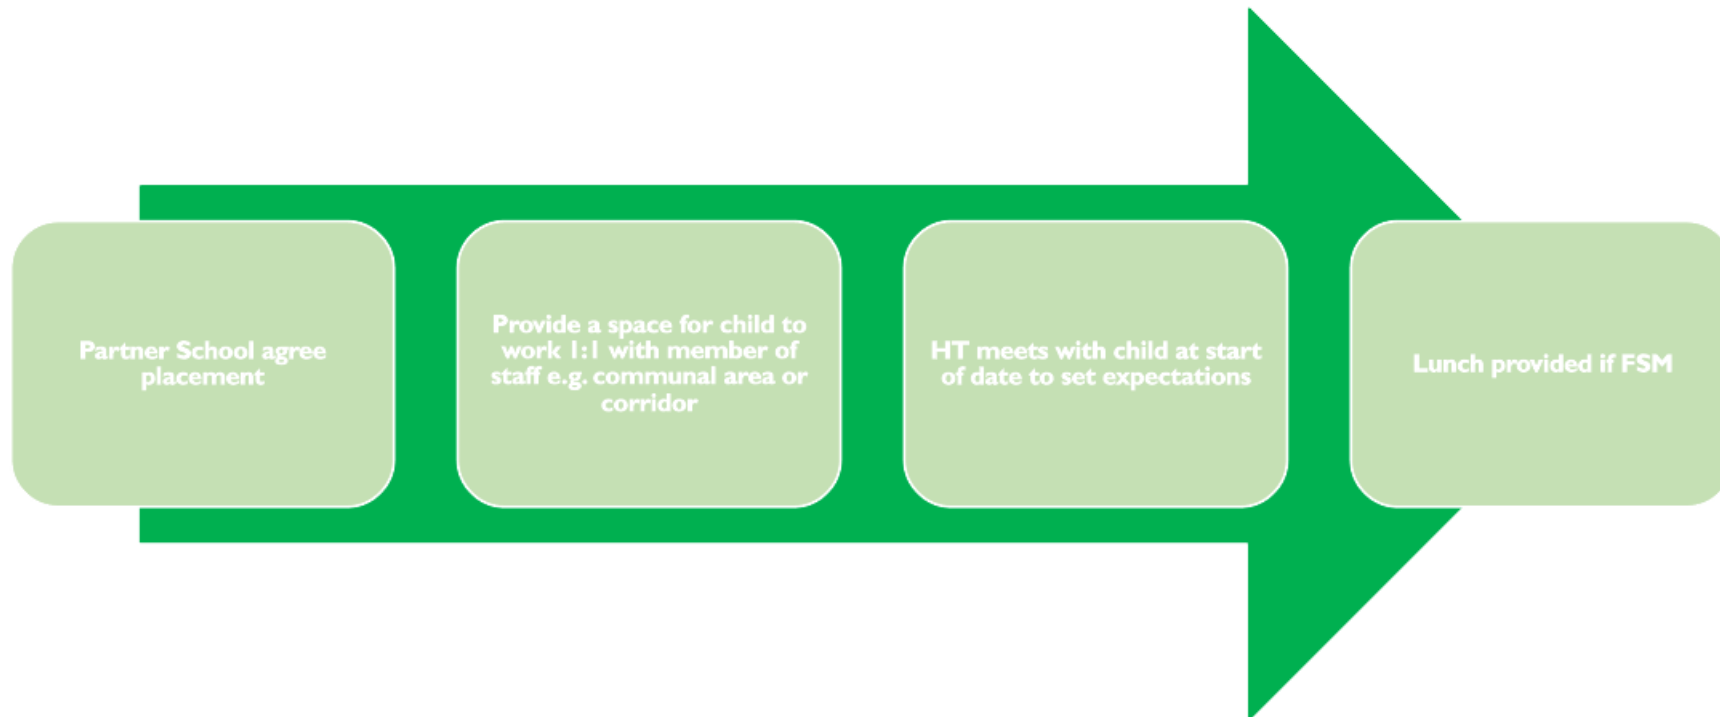 Partner School agree
placement
Provide a space for child to
work 1:1 with member of
staff e.g. communal area or
corridor
HT meets with child at start
of date to set expectations
Lunch provided if FSM